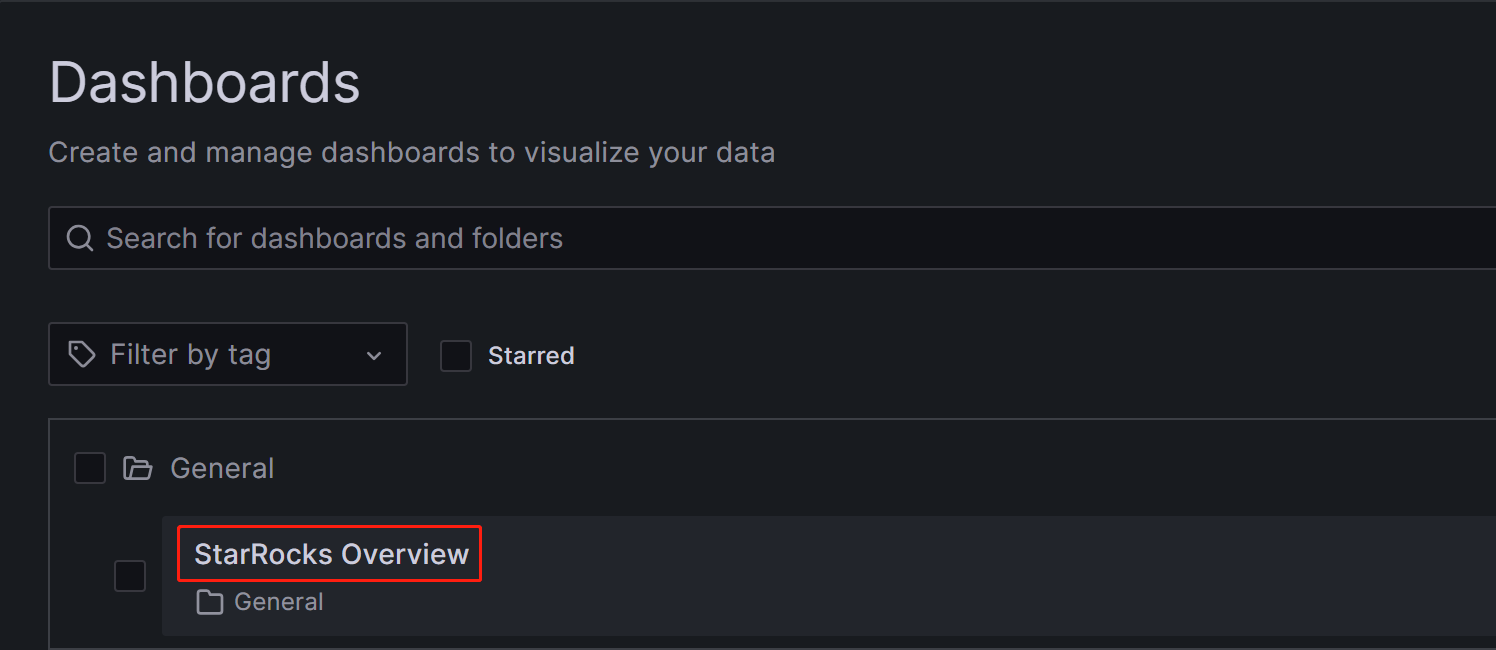 Dashboards
Create and manage dashboards to visualize your data
Search for dashboards and folders
Filter by tag
Starred
General
StarRocks Overview
General